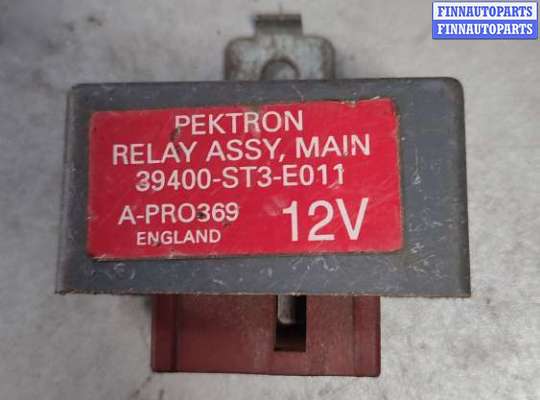 FINNAUTOPARTS
FINNAUTOPARTS
PEKTRON
RELAY ASSY, MAIN
39400-ST3-E011
A-PRO369 12V
ENGLAND